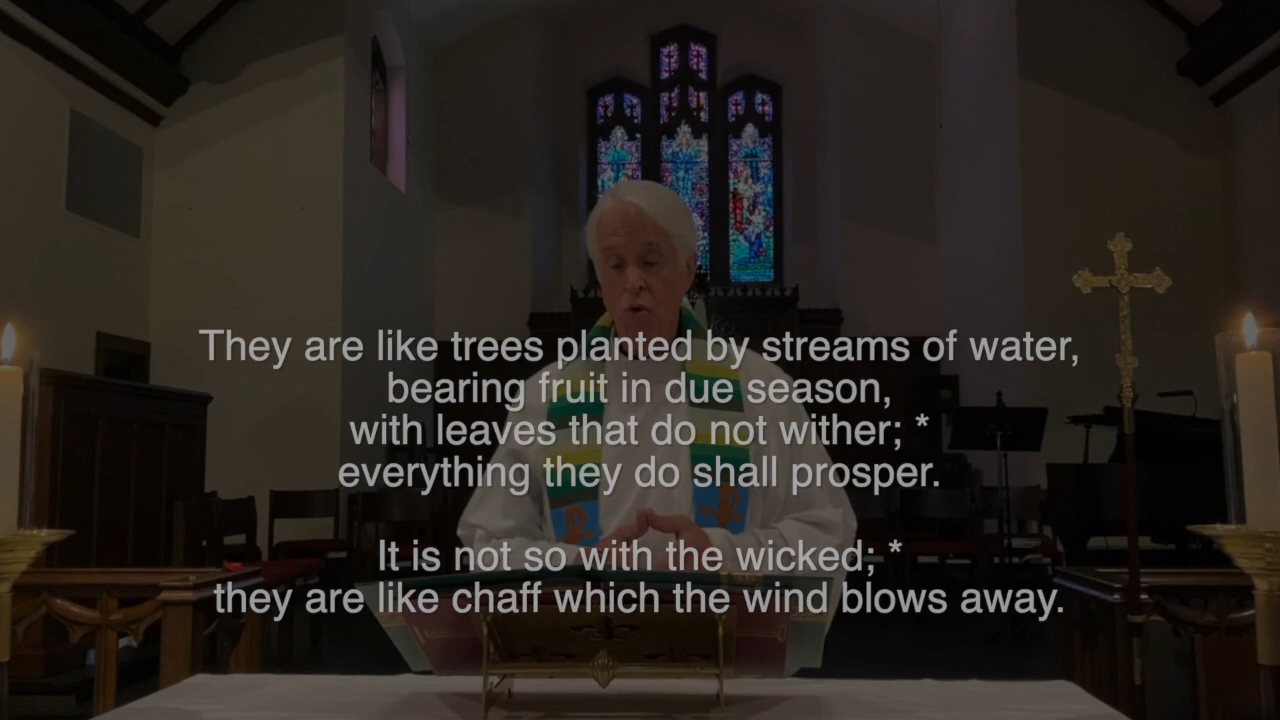 They are like trees planted by streams of water,
bearing fruit in due season,
with leaves that do not wither; *
everything they do shall prosper.
It is not so with the wicked; *
they are like chaff which the wind blows away.